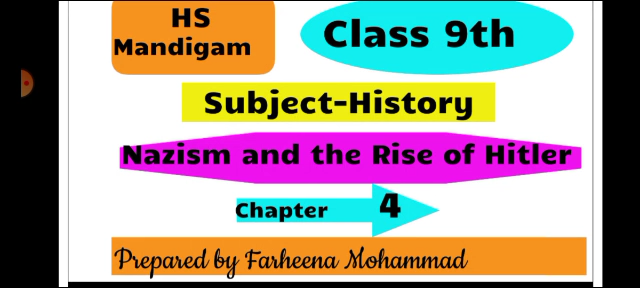 HS
Mandigam
Class 9th
Subject-History
Nazism and the Rise of Hitler
Chapter 4
Prepared by Farheena Mohammad